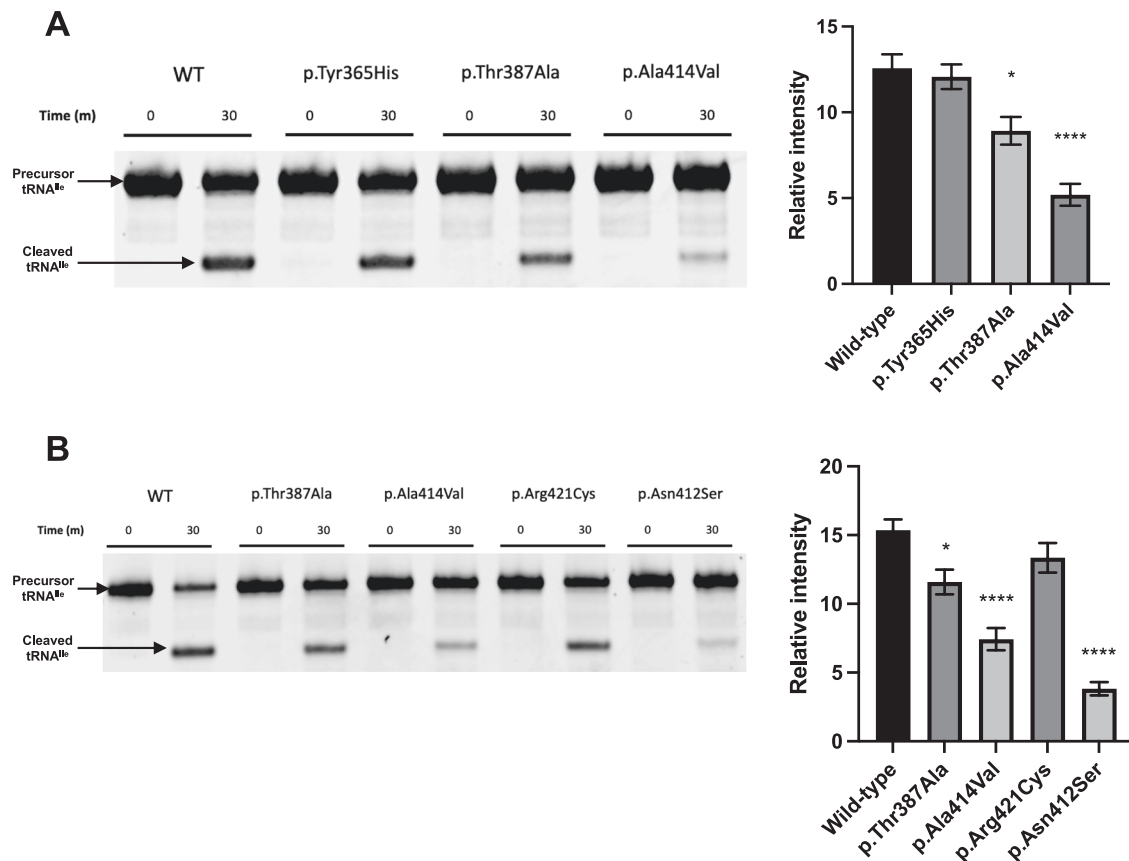 A
WT p.Tyr365His p.Thr387Ala p.Ala414Val
Time (m) 0 30 0 30 0 30 0 30
Precursor
tRNAIle
Cleaved
tRNAIle
15
10
5
0
Relative intensity
* ****
Wild-type
p.Tyr365His
p.Thr387Ala
p.Ala414Val
B
WT p.Thr387Ala p.Ala414Val p.Arg421Cys p.Asn412Ser
Time (m) 0 30 0 30 0 30 0 30 0 30
Precursor
tRNAIle
Cleaved
tRNAIle
20
15
10
5
0
Relative intensity
* **** ****
Wild-type
p.Thr387Ala
p.Ala414Val
p.Arg421Cys
p.Asn412Ser